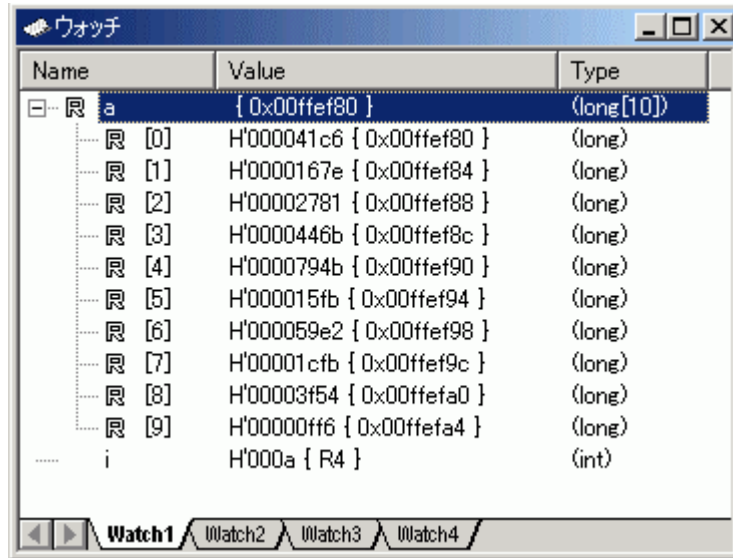 ウォッチ
Name Value Type
R a { 0x00ffef80 } (long[10])
R [0] H'000041c6 { 0x00ffef80 } (long)
R [1] H'0000167e { 0x00ffef84 } (long)
R [2] H'00002781 { 0x00ffef88 } (long)
R [3] H'0000446b { 0x00ffef8c } (long)
R [4] H'0000794b { 0x00ffef90 } (long)
R [5] H'000015fb { 0x00ffef94 } (long)
R [6] H'000059e2 { 0x00ffef98 } (long)
R [7] H'00001cfb { 0x00ffef9c } (long)
R [8] H'00003f54 { 0x00ffefa0 } (long)
R [9] H'00000ff6 { 0x00ffefa4 } (long)
i H'000a { R4 } (int)
Watch1 Watch2 Watch3 Watch4